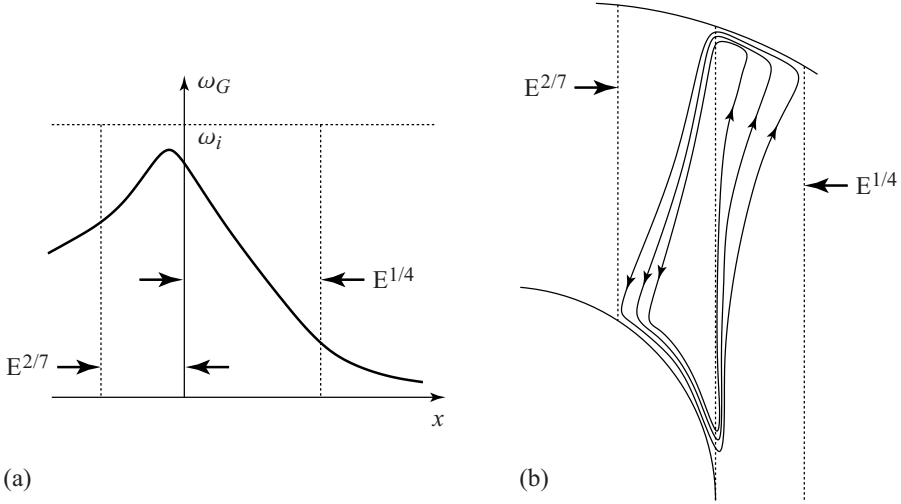 ω_G
ω_i
E^{1/4}
E^{2/7}
x
(a)
E^{2/7}
E^{1/4}
(b)